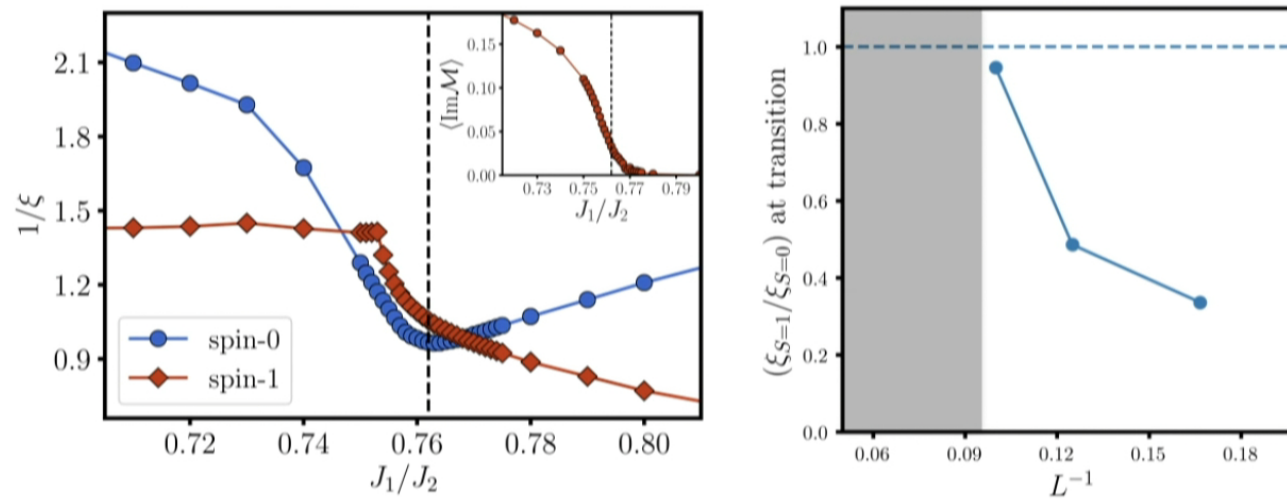 2.1
1.8
1.5
1.2
0.9
1/ξ
0.72 0.74 0.76 0.78 0.80
J₁/J₂
spin-0
spin-1
0.15
0.10
0.05
0.00
⟨Imℳ⟩
0.73 0.75 0.77 0.79
J₁/J₂
1.0
0.8
0.6
0.4
0.2
0.0
(ξ_{S=1}/ξ_{S=0}) at transition
0.06 0.09 0.12 0.15 0.18
L⁻¹